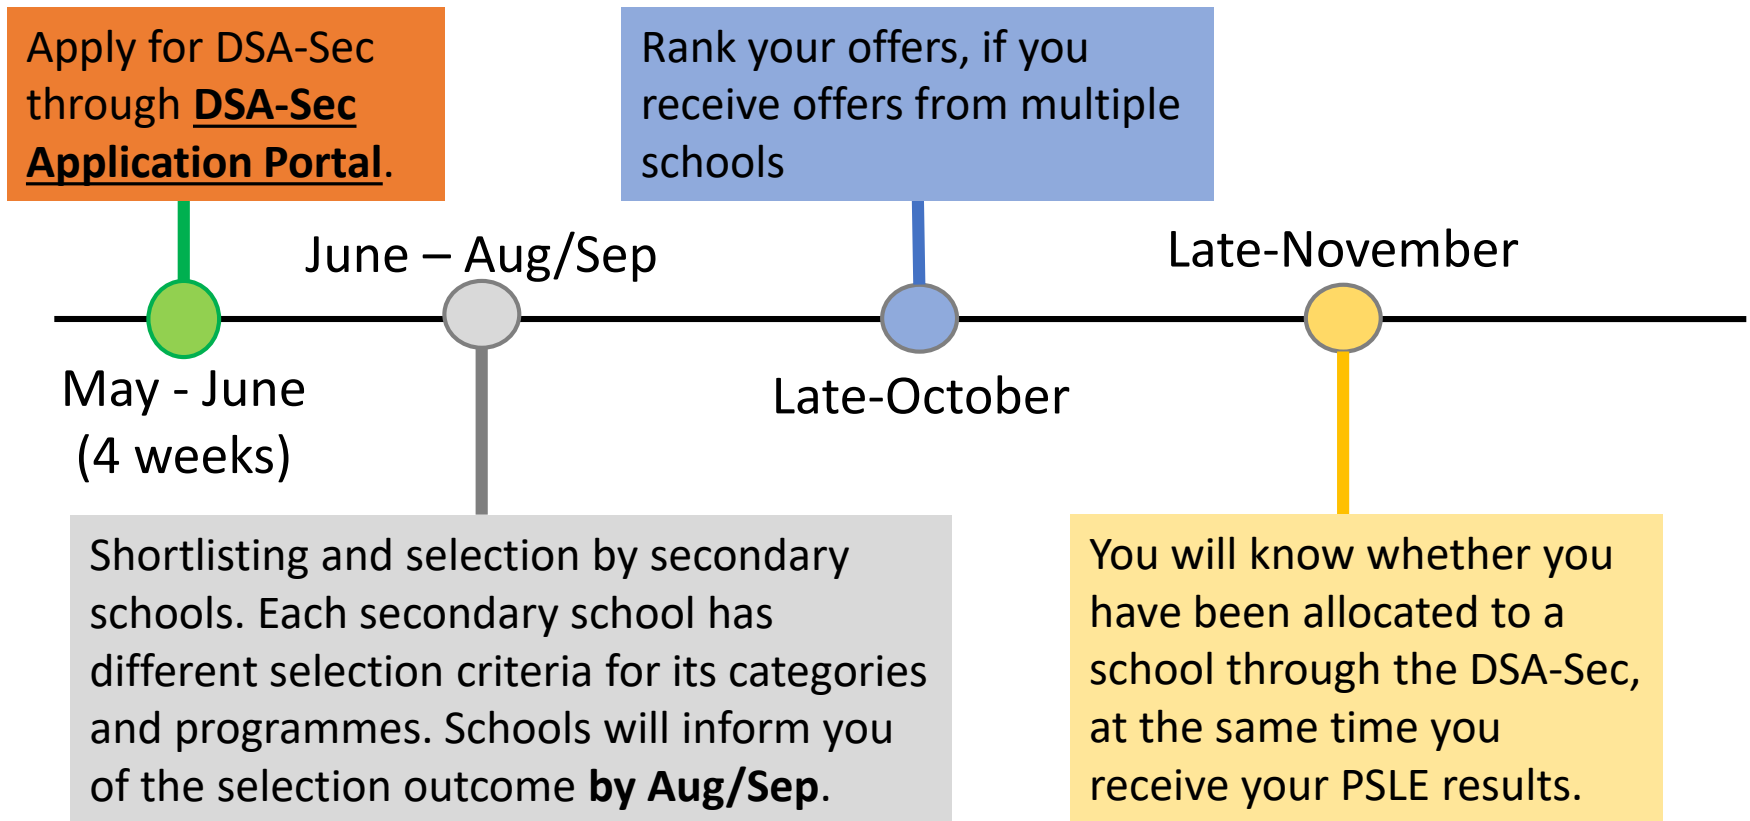 Apply for DSA-Sec
through DSA-Sec
Application Portal.
Rank your offers, if you
receive offers from multiple
schools
June – Aug/Sep
Late-November
May - June
(4 weeks)
Late-October
Shortlisting and selection by secondary
schools. Each secondary school has
different selection criteria for its categories
and programmes. Schools will inform you
of the selection outcome by Aug/Sep.
You will know whether you
have been allocated to a
school through the DSA-Sec,
at the same time you
receive your PSLE results.